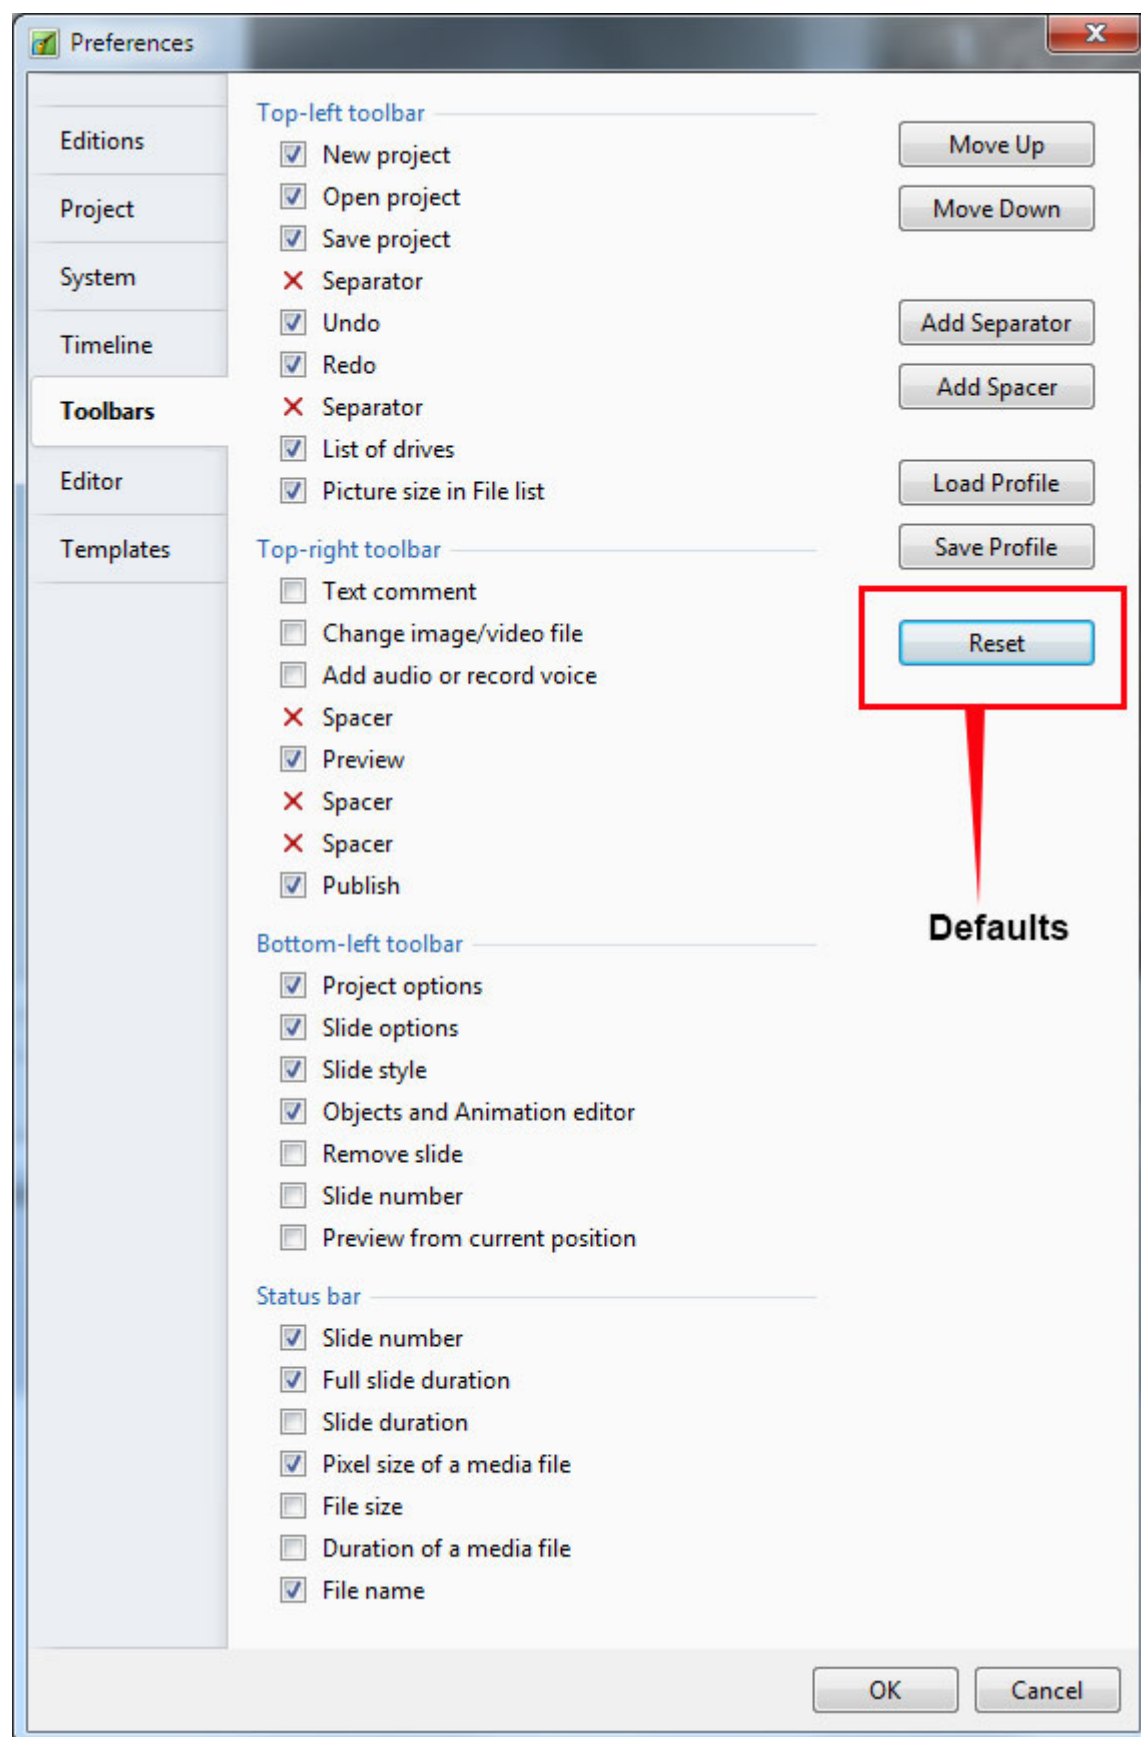 Preferences
Editions
Project
System
Timeline
Toolbars
Editor
Templates
Top-left toolbar
New project
Open project
Save project
Separator
Undo
Redo
Separator
List of drives
Picture size in File list
Top-right toolbar
Text comment
Change image/video file
Add audio or record voice
Spacer
Preview
Spacer
Spacer
Publish
Bottom-left toolbar
Project options
Slide options
Slide style
Objects and Animation editor
Remove slide
Slide number
Preview from current position
Status bar
Slide number
Full slide duration
Slide duration
Pixel size of a media file
File size
Duration of a media file
File name
Move Up
Move Down
Add Separator
Add Spacer
Load Profile
Save Profile
Reset
Defaults
OK
Cancel